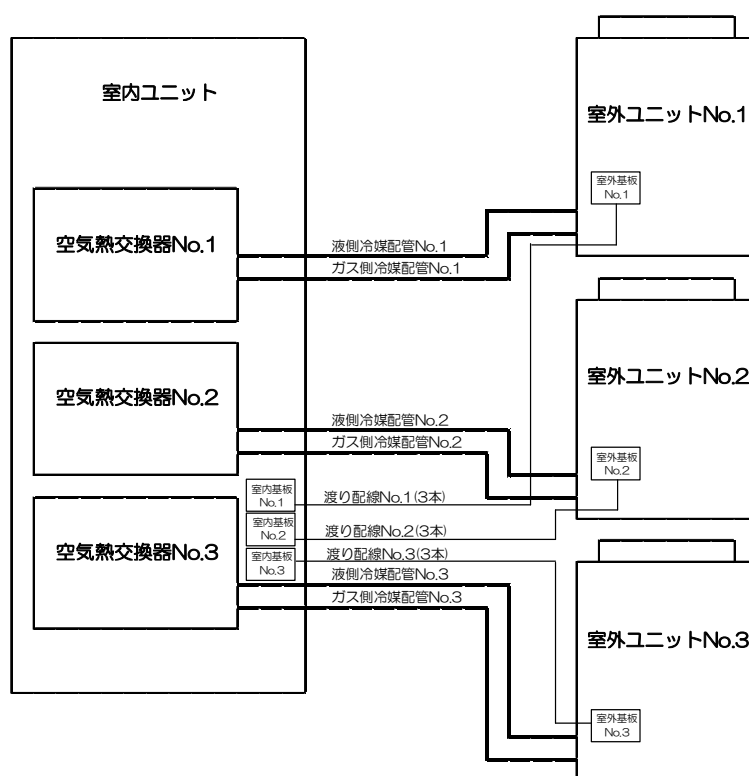 室内ユニット
室外ユニットNo.1
室外基板
No.1
空気熱交換器No.1
液側冷媒配管No.1
ガス側冷媒配管No.1
室外ユニットNo.2
空気熱交換器No.2
液側冷媒配管No.2
ガス側冷媒配管No.2
室外基板
No.2
室内基板
No.1
渡り配線No.1(3本)
室内基板
No.2
渡り配線No.2(3本)
空気熱交換器No.3
室内基板
No.3
渡り配線No.3(3本)
液側冷媒配管No.3
ガス側冷媒配管No.3
室外ユニットNo.3
室外基板
No.3